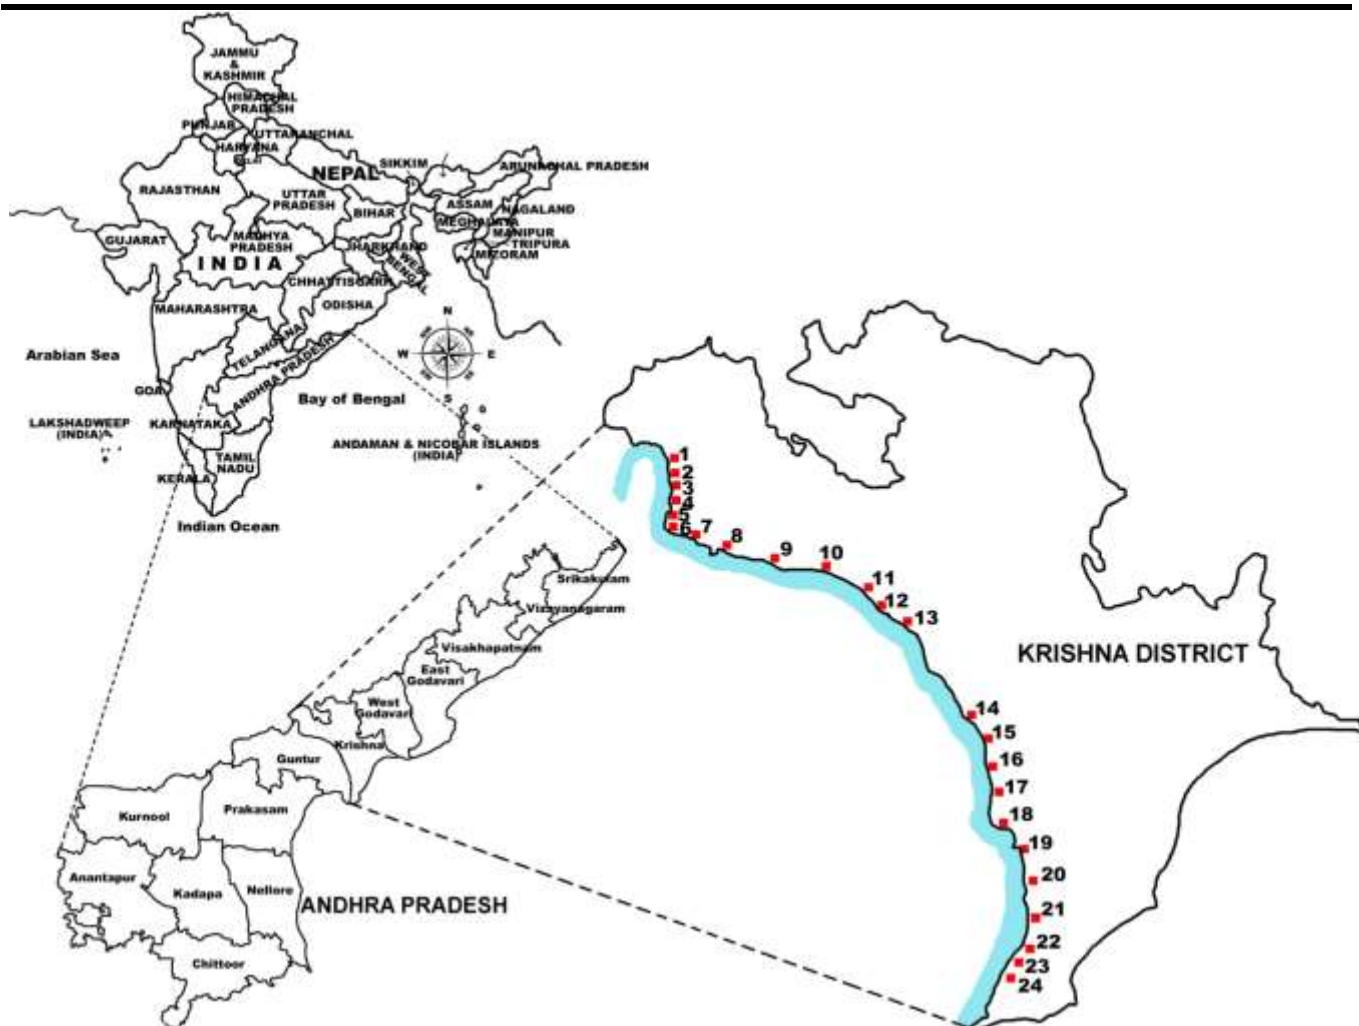 JAMMU
&
KASHMIR
HIMACHAL
PRADESH
PUNJAB
UTTARANCHAL
HARYANA
DELHI
NEPAL
SIKKIM
ARUNACHAL PRADESH
RAJASTHAN
UTTAR
PRADESH
BIHAR
ASSAM
NAGALAND
MEGHALAYA
MANIPUR
TRIPURA
MIZORAM
GUJARAT
MADHYA
PRADESH
JHARKHAND
WEST
BENGAL
INDIA
CHHATTISGARH
ODISHA
MAHARASHTRA
TELANGANA
ANDHRA PRADESH
N
W
E
S
Arabian Sea
Bay of Bengal
GOA
KARNATAKA
LAKSHADWEEP
(INDIA)
ANDAMAN & NICOBAR ISLANDS
(INDIA)
TAMIL
NADU
KERALA
Indian Ocean
Srikakulam
Vizayanagaram
Visakhapatnam
East
Godavari
West
Godavari
Krishna
Guntur
Prakasam
Kurnool
Anantapur
Kadapa
Nellore
Chittoor
ANDHRA PRADESH
1
2
3
4
5
6
7
8
9
10
11
12
13
KRISHNA DISTRICT
14
15
16
17
18
19
20
21
22
23
24